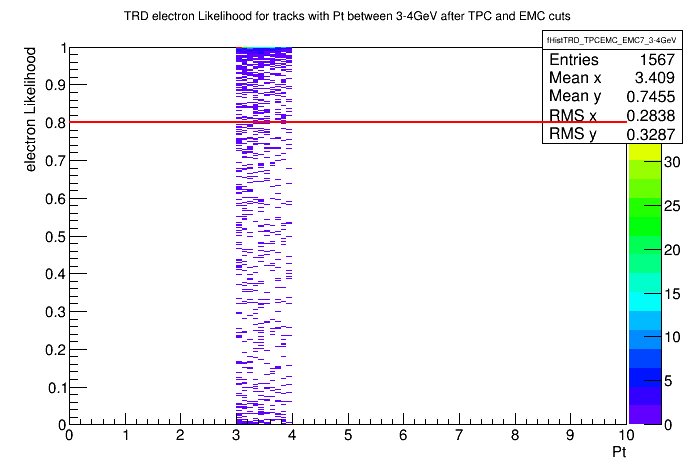 TRD electron Likelihood for tracks with Pt between 3-4GeV after TPC and EMC cuts
fHistTRD_TPCEMC_EMC7_3-4GeV
Entries 1567
Mean x 3.409
Mean y 0.7455
RMS x 0.2838
RMS y 0.3287
electron Likelihood
1
0.9
0.8
0.7
0.6
0.5
0.4
0.3
0.2
0.1
0
0 1 2 3 4 5 6 7 8 9 10
Pt
30
25
20
15
10
5
0